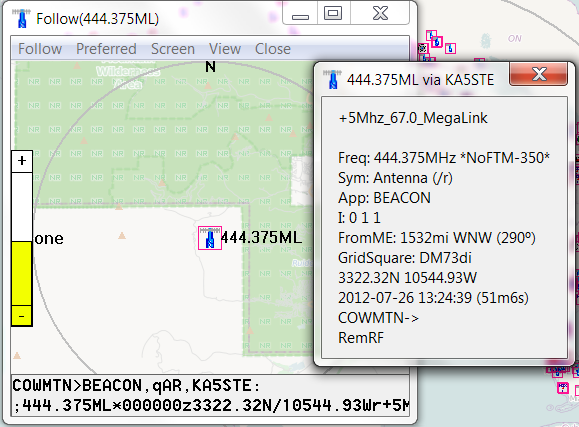 Follow(444.375ML)
Follow Preferred Screen View Close
Wilderness
Area
N
+
one
444.375ML
-
COWMTN>BEACON,qAR,KA5STE:
;444.375ML*000000z3322.32N/10544.93Wr+5M
ON
444.375ML via KA5STE
+5Mhz_67.0_MegaLink
Freq: 444.375MHz *NoFTM-350*
Sym: Antenna (/r)
App: BEACON
I: 0 1 1
FromME: 1532mi WNW (290º)
GridSquare: DM73di
3322.32N 10544.93W
2012-07-26 13:24:39 (51m6s)
COWMTN->
RemRF